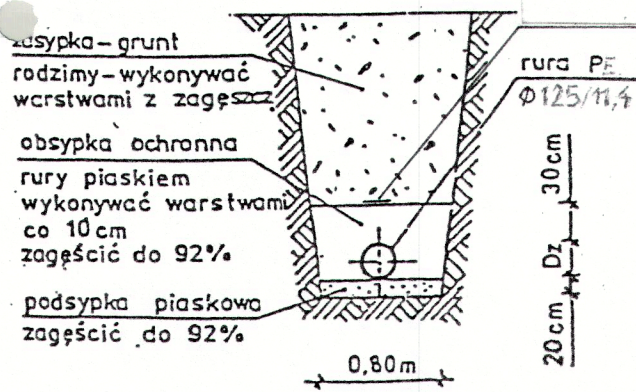 zasypka-grunt
rodzimy-wykonywać
warstwami z zagęszcz.
obsypka ochronna
rury piaskiem
wykonywać warstwami
co 10cm
zagęścić do 92%
podsypka piaskowa
zagęścić do 92%
rura PE
Φ125/11,4
30cm
Dz
20cm
0,80m